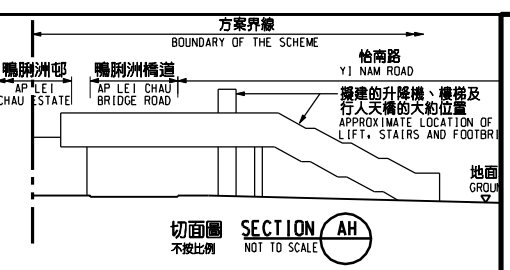 方案界線
BOUNDARY OF THE SCHEME
鴨脷洲邨
AP LEI
CHAU ESTATE
鴨脷洲橋道
AP LEI CHAU
BRIDGE ROAD
怡南路
YI NAM ROAD
擬建的升降機、樓梯及
行人天橋的大約位置
APPROXIMATE LOCATION OF
LIFT, STAIRS AND
地面
切面圖
不按比例
SECTION AH
NOT TO SCALE